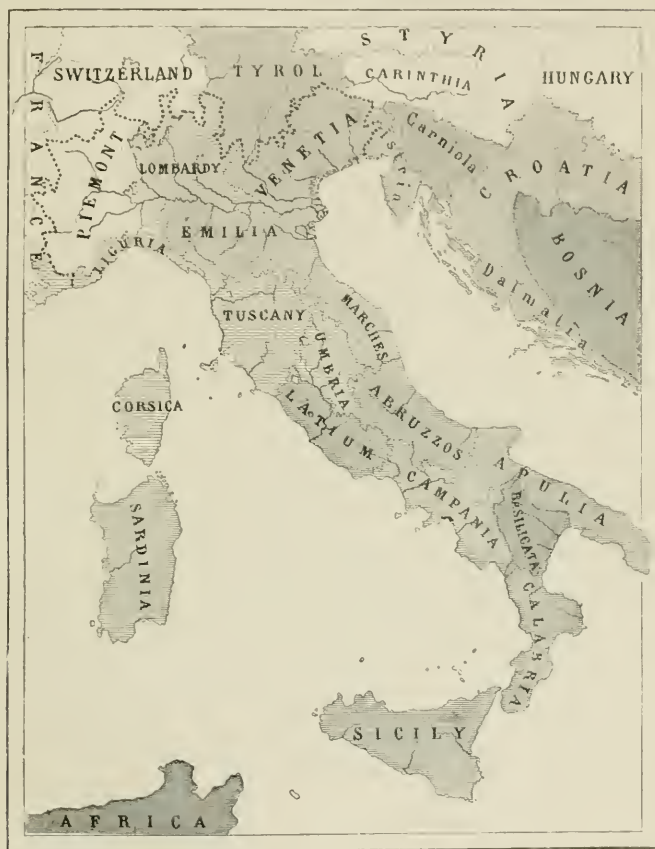 STYRIA
FRANCE
SWITZERLAND
TYROL
CARINTHIA
HUNGARY
PIEMONT
LOMBARDY
VENETIA
Istria
Carniola
CROATIA
LIGURIA
EMILIA
BOSNIA
Dalmatia
TUSCANY
MARCHES
UMBRIA
CORSICA
LATIUM
ABRUZZOS
APULIA
CAMPANIA
BASILICATA
SARDINIA
CALABRIA
SICILY
AFRICA